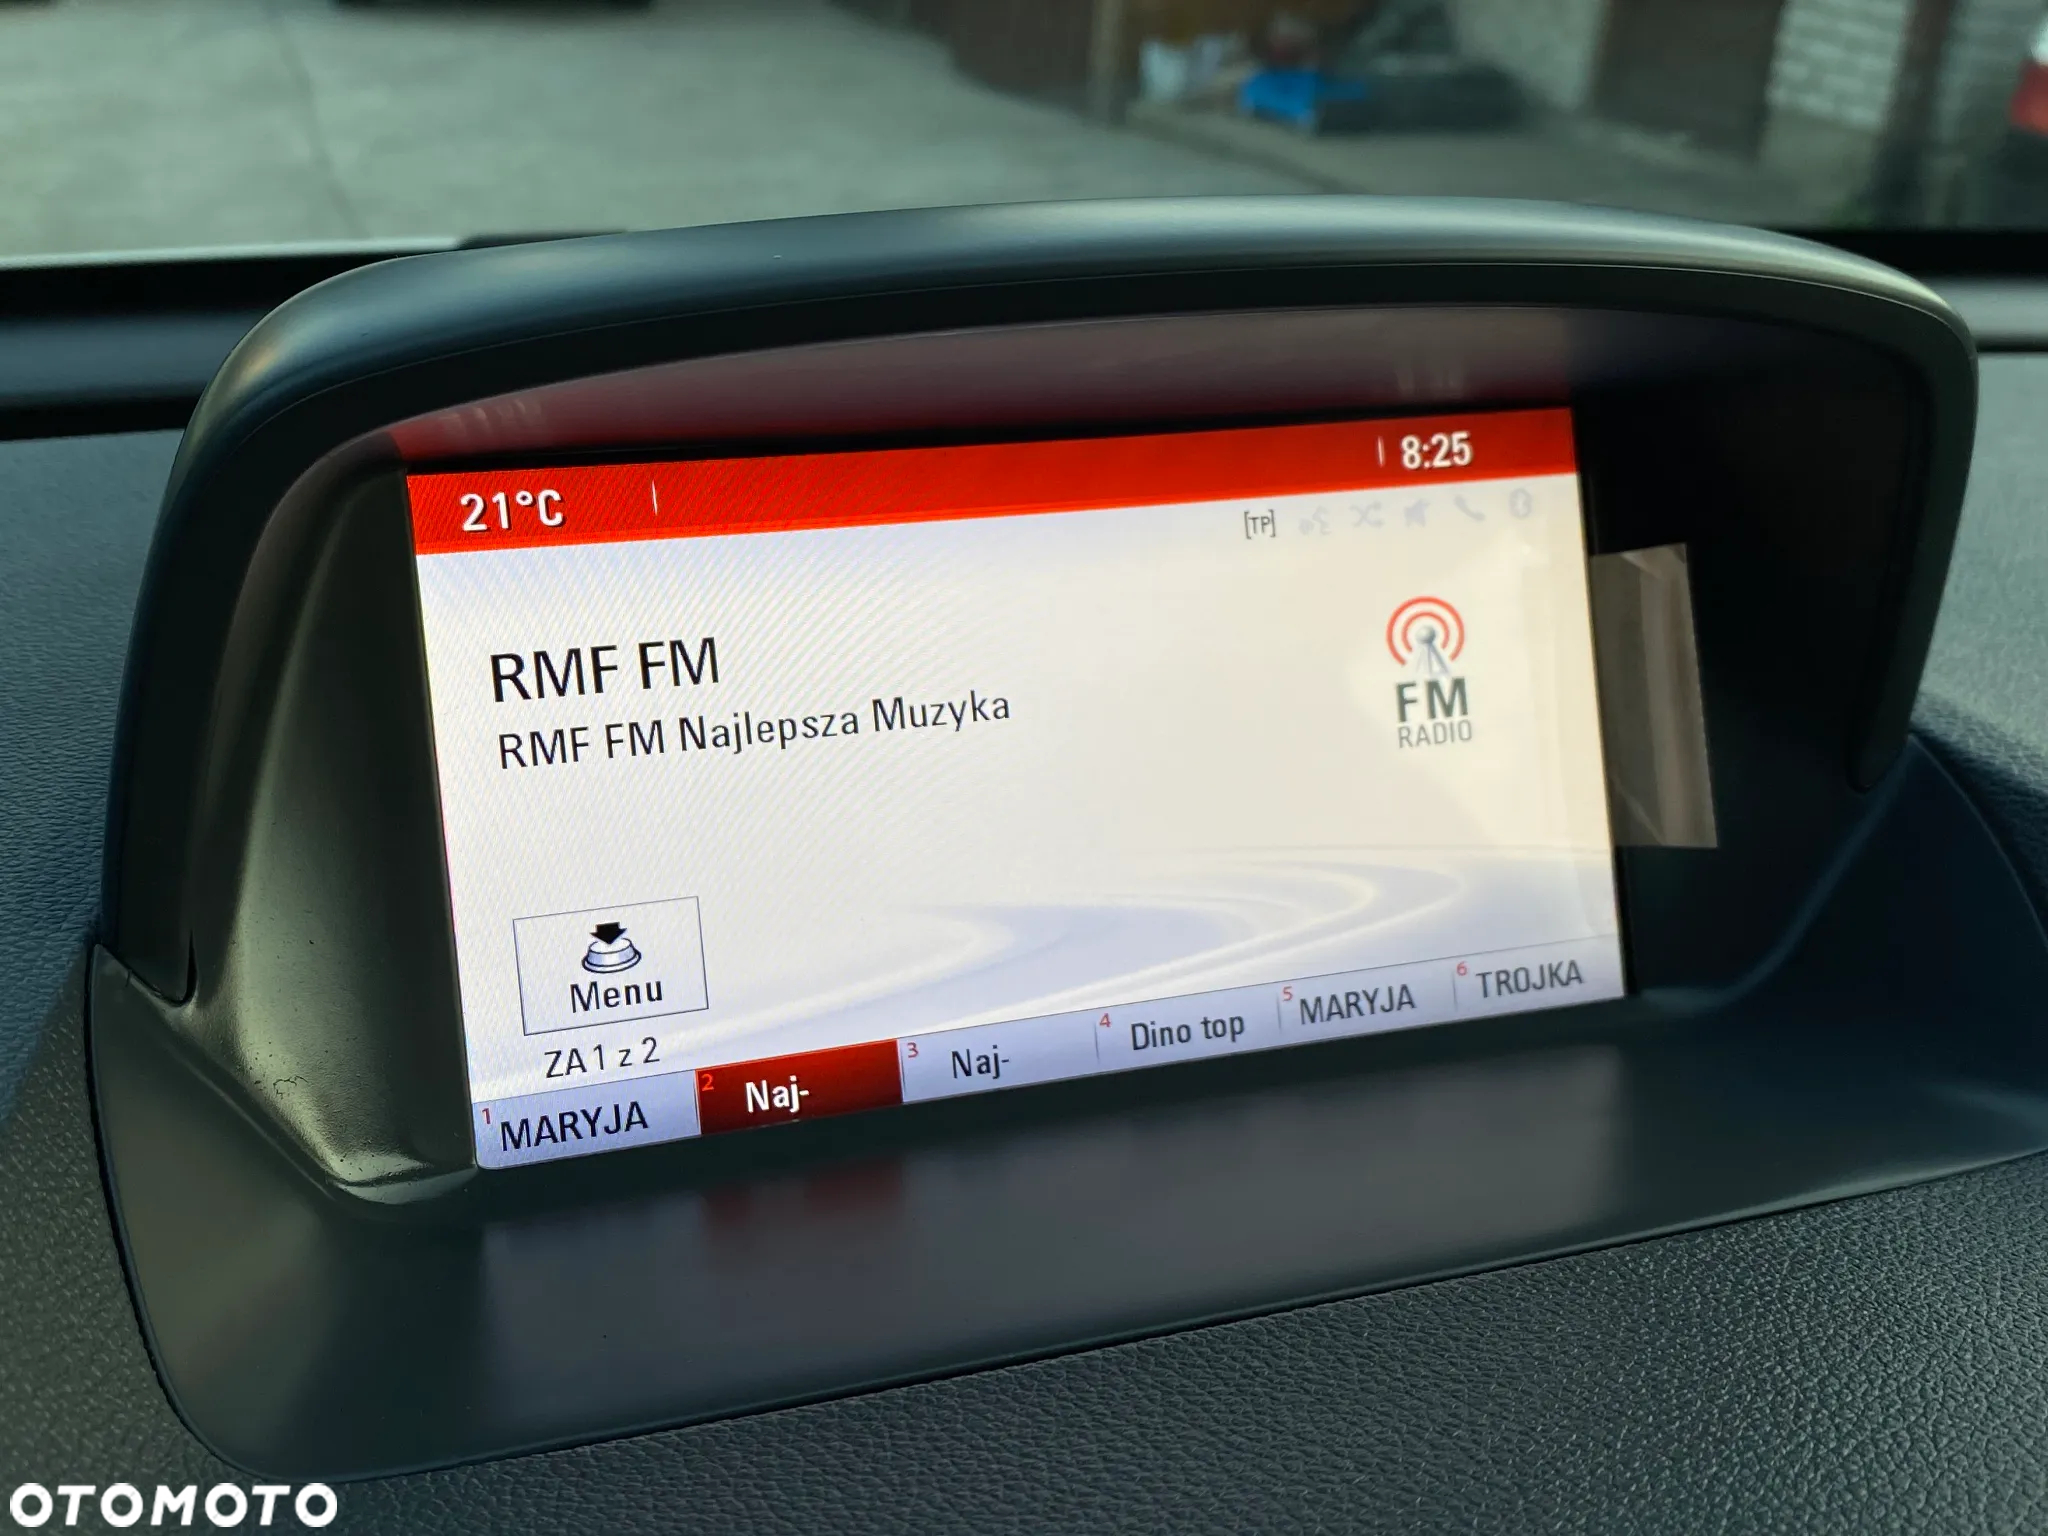 21°C 8:25
[TP]
RMF FM
RMF FM Najlepsza Muzyka
FM
RADIO
Menu
ZA 1 z 2
1 MARYJA 2 Naj- 3 Naj- 4 Dino top 5 MARYJA 6 TROJKA
OTOMOTO